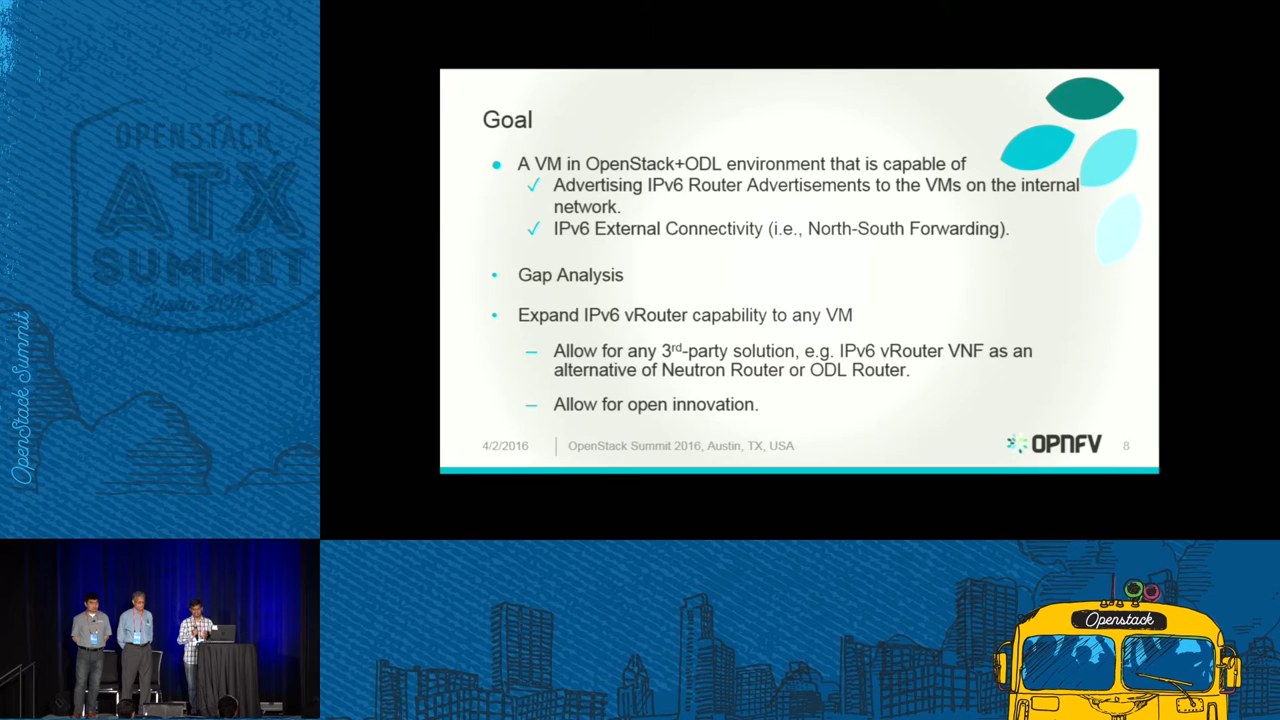 OPENSTACK
ATX
SUMMIT
Austin 2016
OpenStack Summit
Goal
A VM in OpenStack+ODL environment that is capable of
Advertising IPv6 Router Advertisements to the VMs on the internal
network.
IPv6 External Connectivity (i.e., North-South Forwarding).
Gap Analysis
Expand IPv6 vRouter capability to any VM
Allow for any 3rd-party solution, e.g. IPv6 vRouter VNF as an
alternative of Neutron Router or ODL Router.
Allow for open innovation.
4/2/2016
OpenStack Summit 2016, Austin, TX, USA
OPNFV
8
Openstack